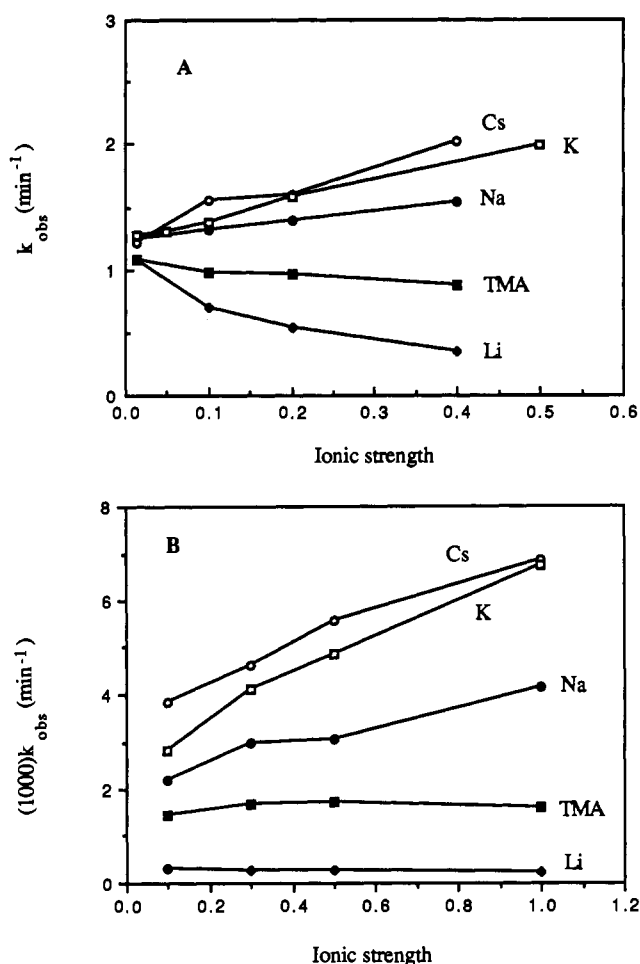 A
k obs (min⁻¹)
3
2
1
0
Cs
K
Na
TMA
Li
0.0 0.1 0.2 0.3 0.4 0.5 0.6
Ionic strength
B
(1000)k obs (min⁻¹)
8
6
4
2
0
Cs
K
Na
TMA
Li
0.0 0.2 0.4 0.6 0.8 1.0 1.2
Ionic strength